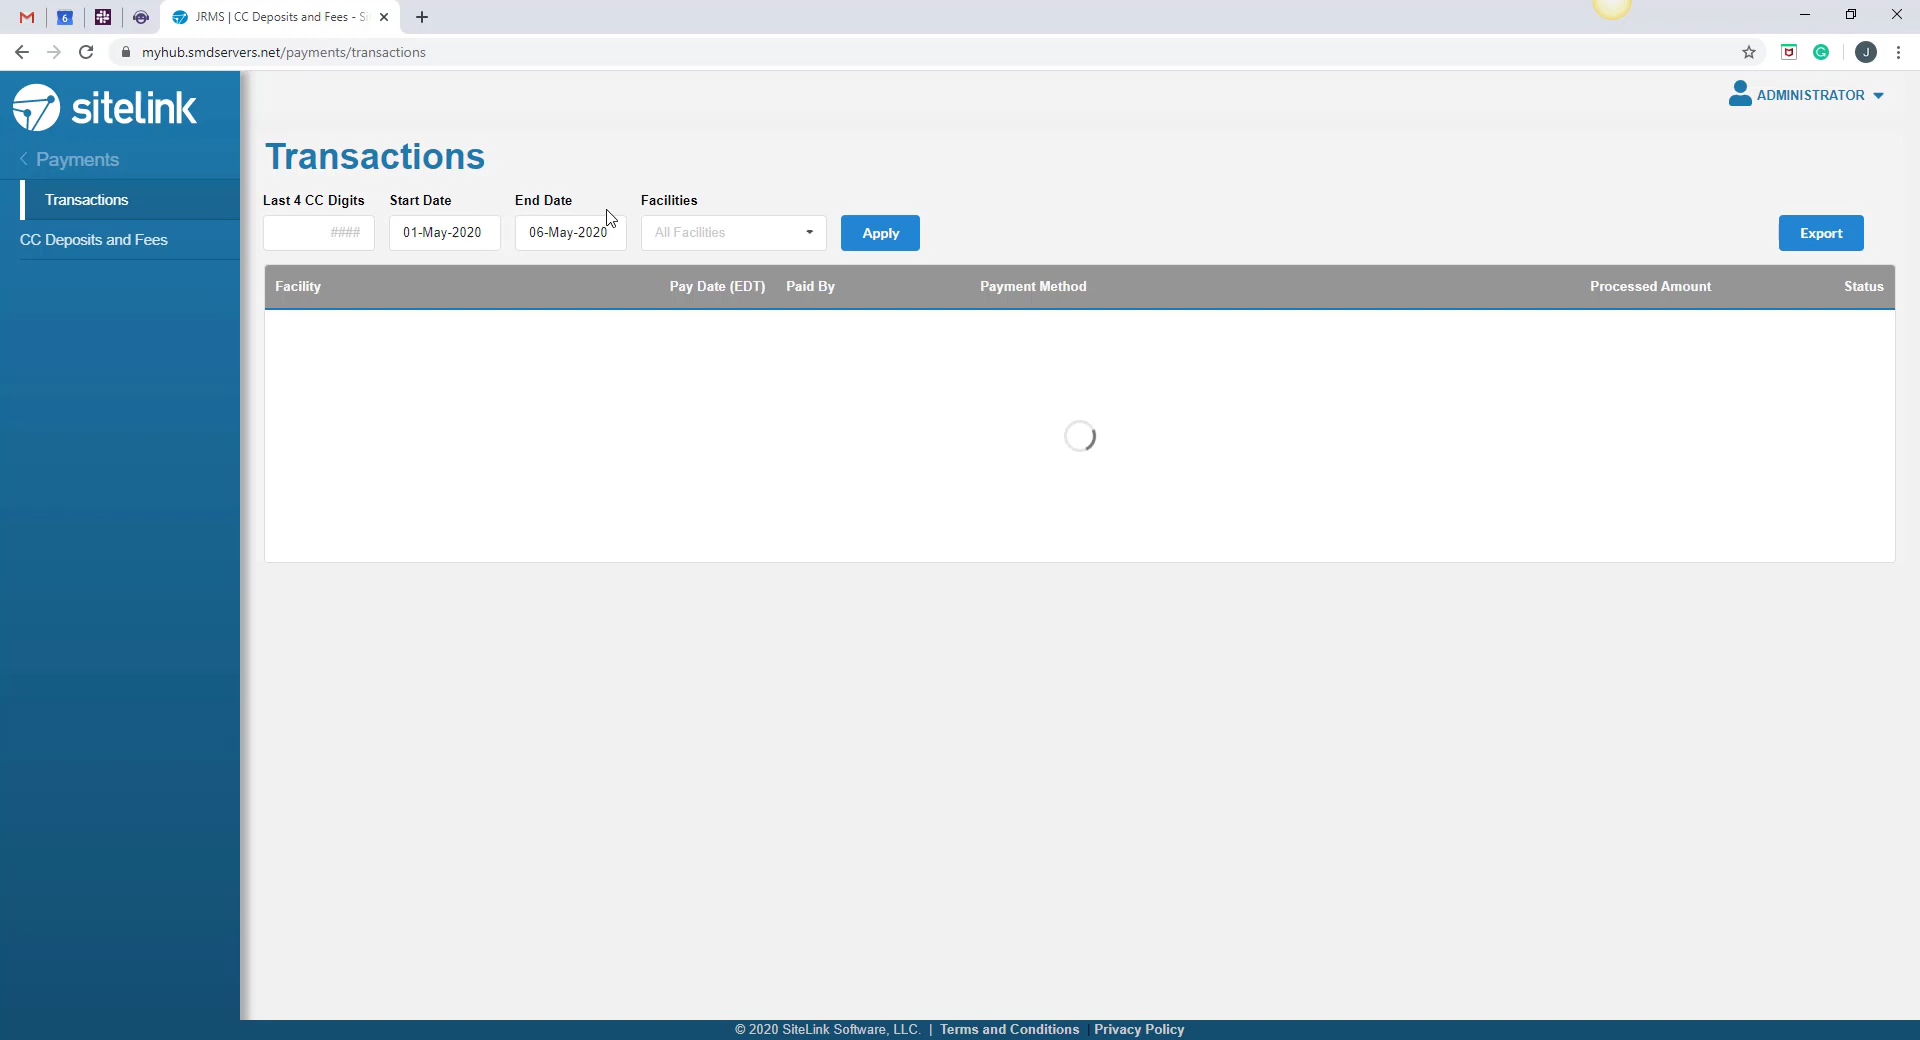 6
JRMS | CC Deposits and Fees - Si
myhub.smdservers.net/payments/transactions
J
sitelink
ADMINISTRATOR
Payments
Transactions
CC Deposits and Fees
Transactions
Last 4 CC Digits Start Date End Date Facilities
#### 01-May-2020 06-May-2020 All Facilities Apply Export
Facility Pay Date (EDT) Paid By Payment Method Processed Amount Status
© 2020 SiteLink Software, LLC. | Terms and Conditions | Privacy Policy